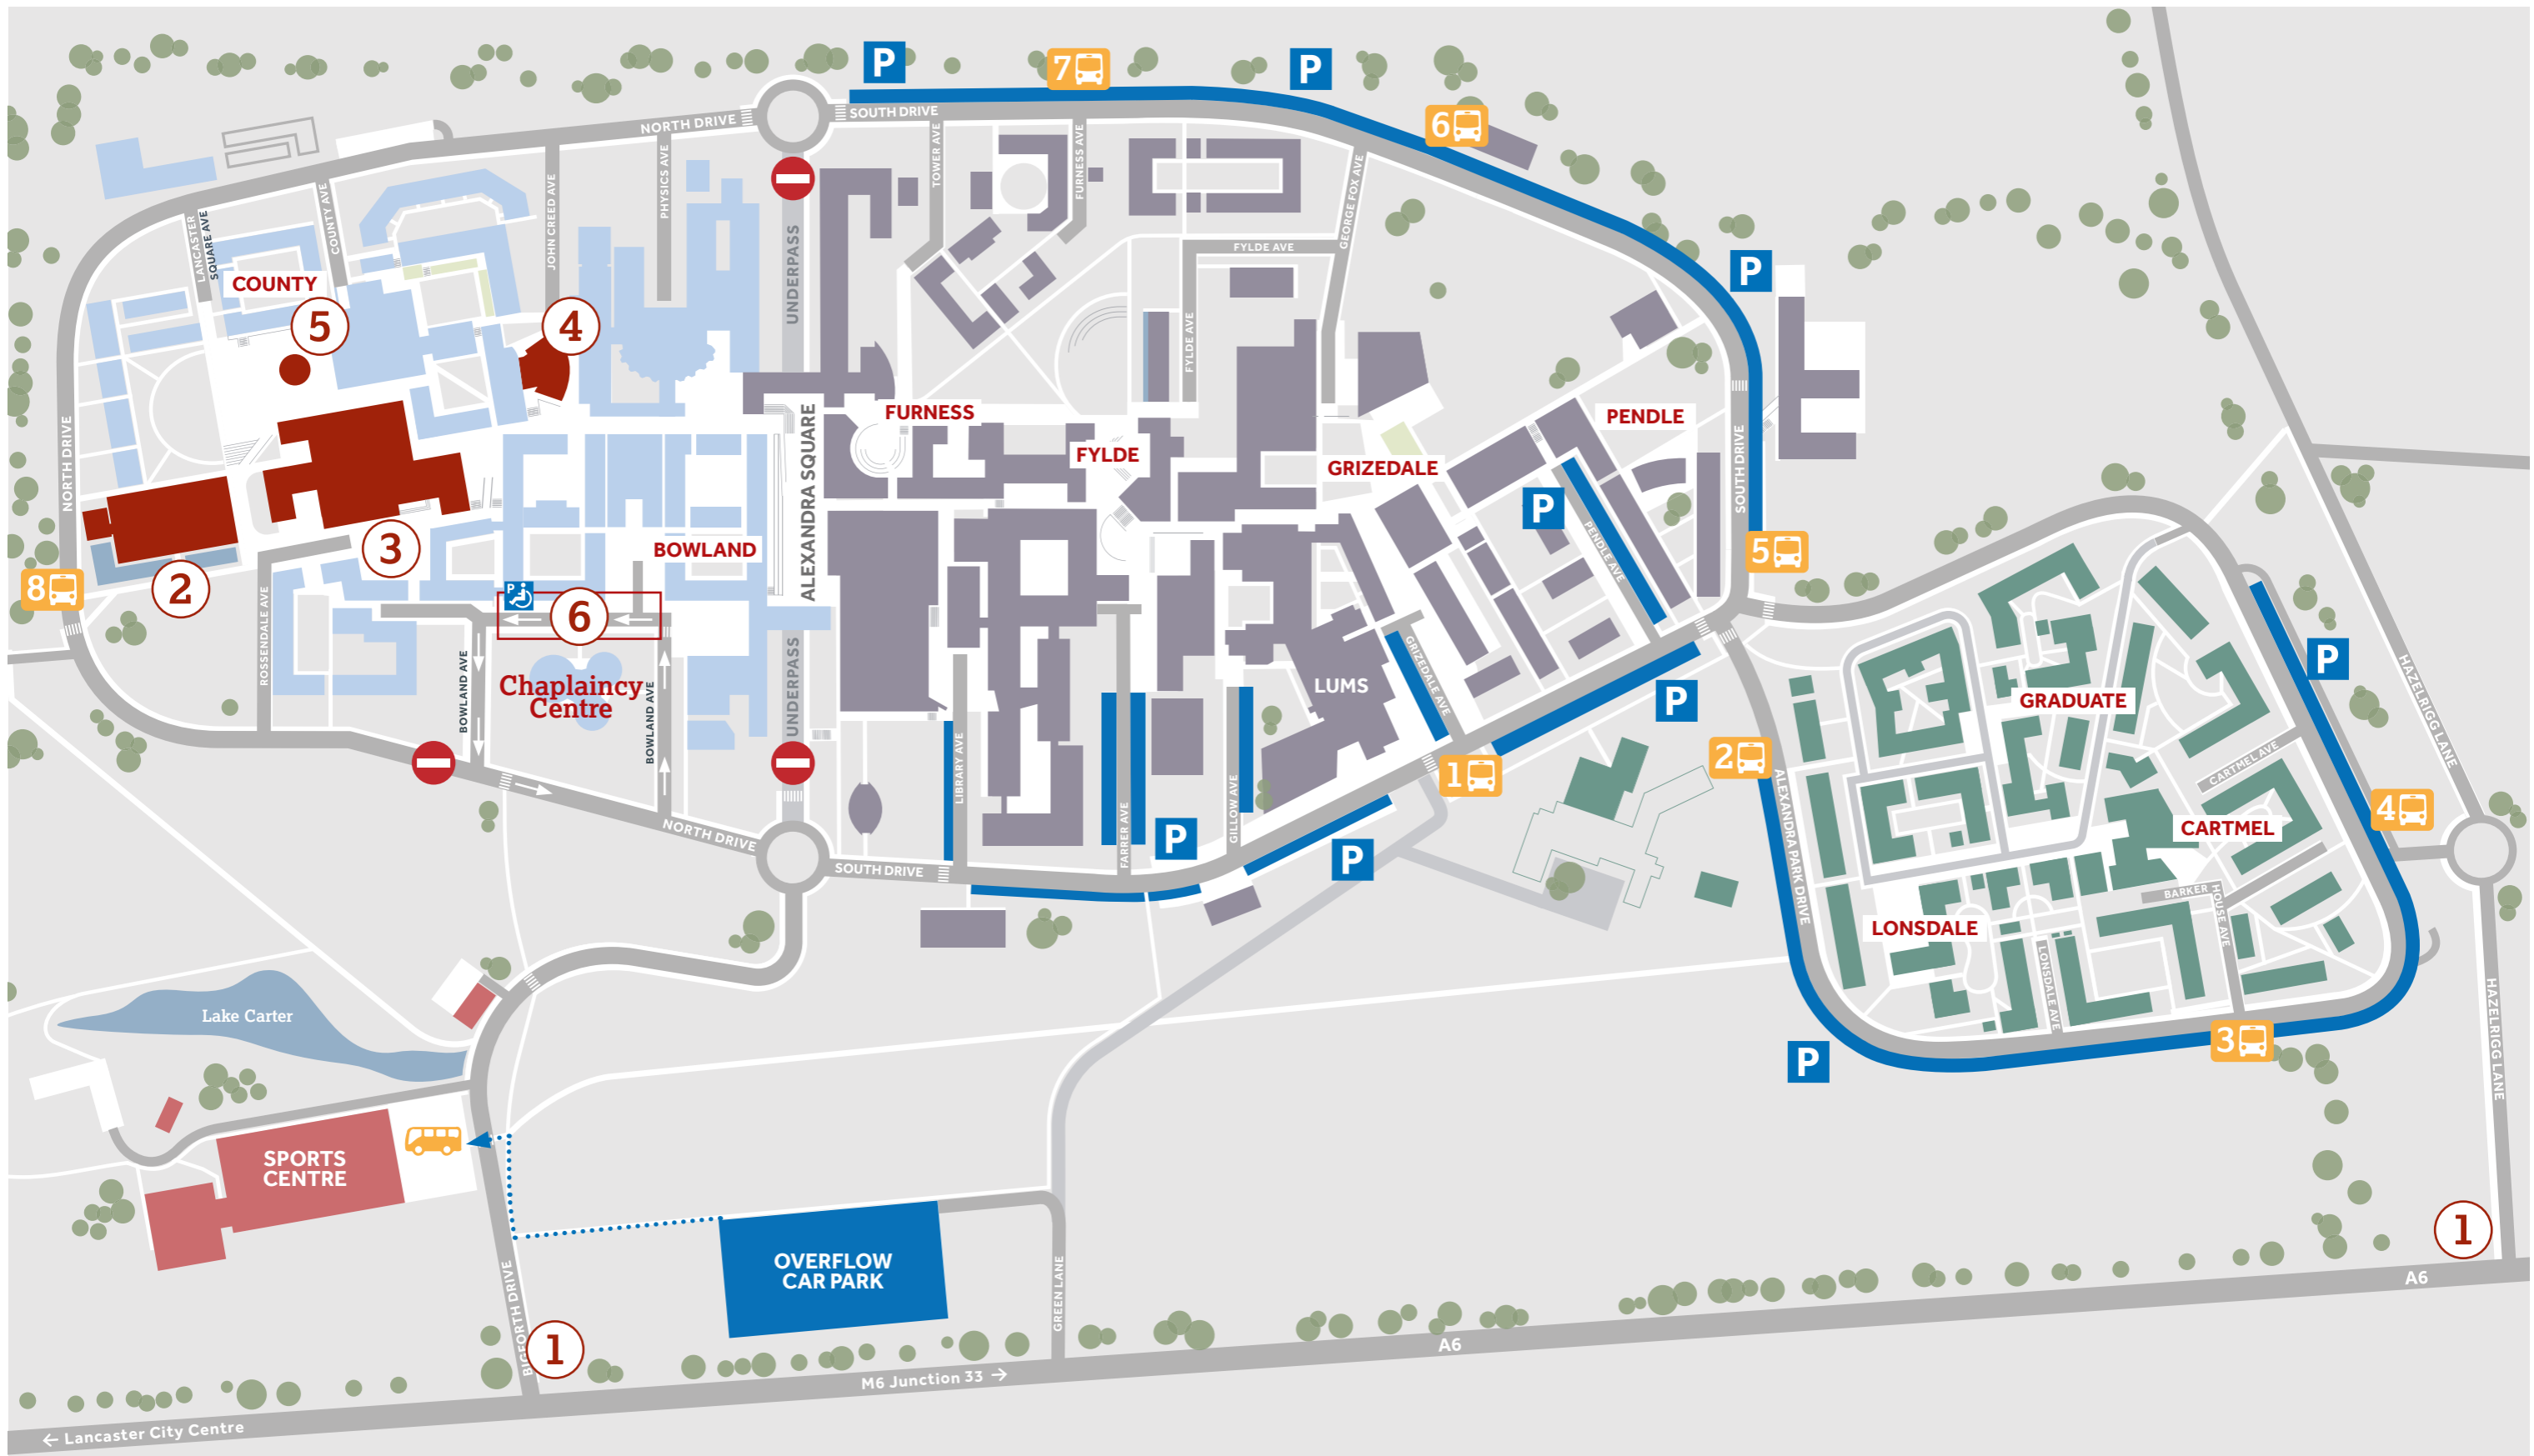 P
7
P
6
NORTH DRIVE
SOUTH DRIVE
TOWER AVE
FURNESS AVE
PHYSICS AVE
JOHN CREED AVE
COUNTY AVE
LANCASTER
SQUARE AVE
GEORGE FOX AVE
FYLDE AVE
UNDERPASS
P
COUNTY
5
4
FYLDE AVE
ALEXANDRA SQUARE
FURNESS
PENDLE
FYLDE
GRIZEDALE
NORTH DRIVE
SOUTH DRIVE
P
PENDLE AVE
3
BOWLAND
5
8
2
P
6
ROSSENDALE AVE
BOWLAND AVE
Chaplaincy
Centre
BOWLAND AVE
UNDERPASS
GRIZEDALE AVE
LUMS
P
GRADUATE
P
HAZELRIGG LANE
2
1
CARTMEL AVE
LIBRARY AVE
FARRER AVE
GILLOW AVE
ALEXANDRA PARK DRIVE
4
CARTMEL
NORTH DRIVE
P
P
SOUTH DRIVE
BARKER
HOUSE AVE
LONSDALE
LONSDALE AVE
Lake Carter
HAZELRIGG LANE
3
P
SPORTS
CENTRE
1
OVERFLOW
CAR PARK
GREEN LANE
BIGFORTH DRIVE
1
A6
A6
M6 Junction 33 →
← Lancaster City Centre